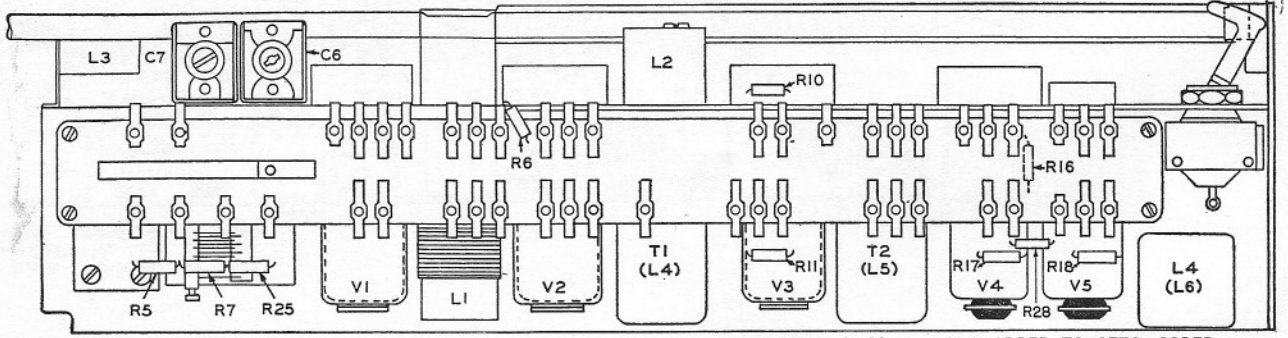 L3
C7
C6
L2
R10
R6
R16
T1
(L4)
T2
(L5)
R11
R17
R18
L4
(L6)
V1
L1
V2
V3
V4
V5
R5
R7
R25
R28